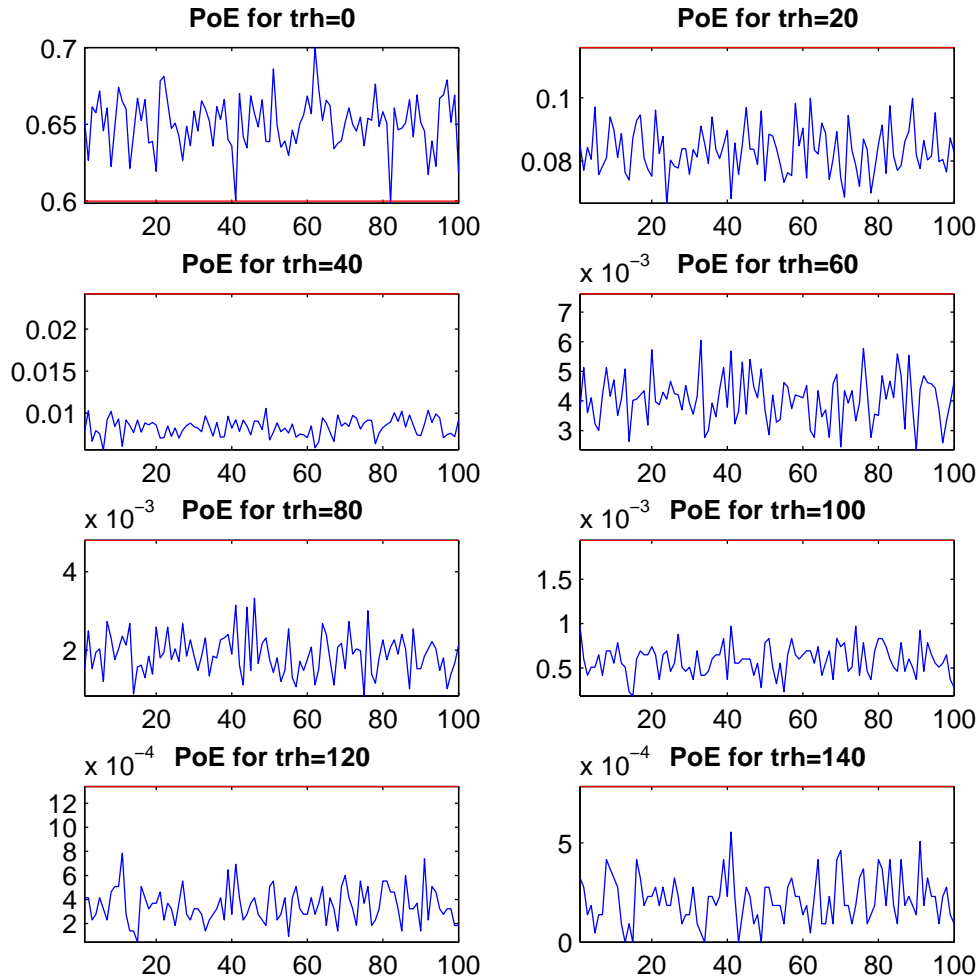 PoE for trh=0
0.7
0.65
0.6
20 40 60 80 100
PoE for trh=20
0.1
0.08
20 40 60 80 100
PoE for trh=40
0.02
0.015
0.01
20 40 60 80 100
x 10^−3 PoE for trh=60
7
6
5
4
3
20 40 60 80 100
x 10^−3 PoE for trh=80
4
2
20 40 60 80 100
x 10^−3 PoE for trh=100
1.5
1
0.5
20 40 60 80 100
x 10^−4 PoE for trh=120
12
10
8
6
4
2
20 40 60 80 100
x 10^−4 PoE for trh=140
5
0
20 40 60 80 100